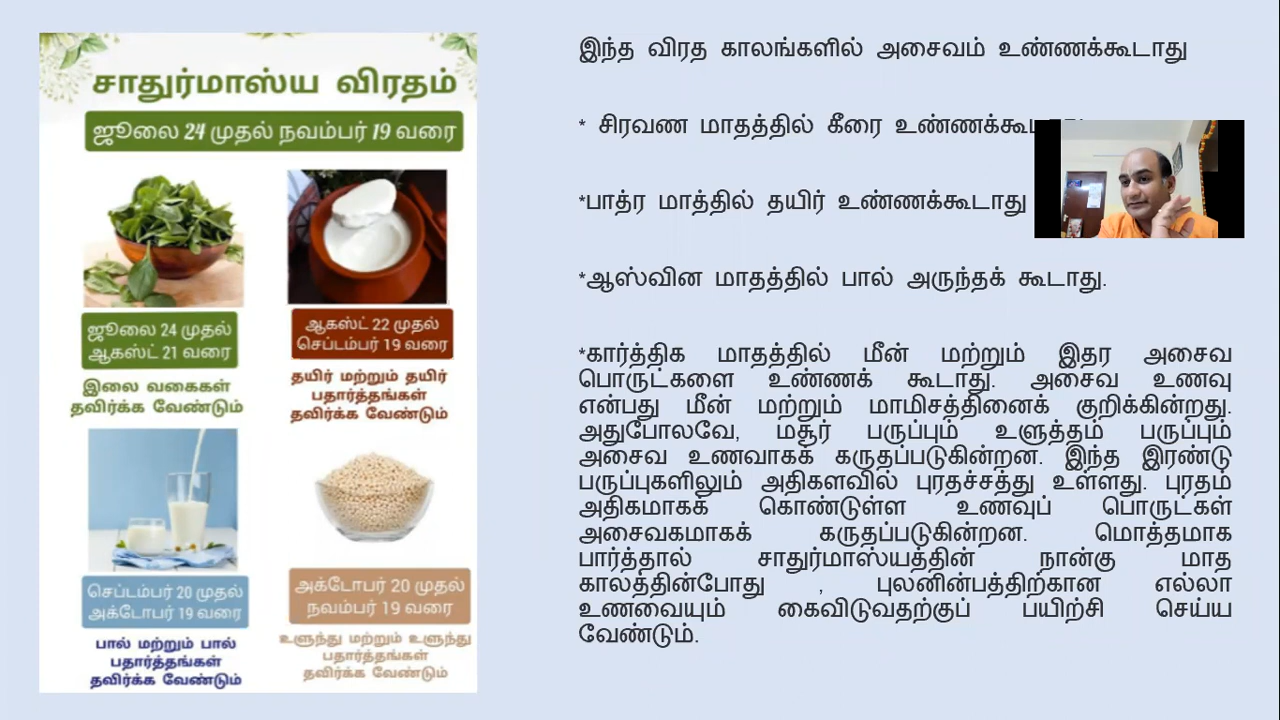 சாதுர்மாஸ்ய விரதம்
ஜூலை 24 முதல் நவம்பர் 19 வரை
ஜூலை 24 முதல்
ஆகஸ்ட் 21 வரை
இலை வகைகள்
தவிர்க்க வேண்டும்
ஆகஸ்ட் 22 முதல்
செப்டம்பர் 19 வரை
தயிர் மற்றும் தயிர்
பதார்த்தங்கள்
தவிர்க்க வேண்டும்
செப்டம்பர் 20 முதல்
அக்டோபர் 19 வரை
பால் மற்றும் பால்
பதார்த்தங்கள்
தவிர்க்க வேண்டும்
அக்டோபர் 20 முதல்
நவம்பர் 19 வரை
உளுந்து மற்றும் உளுந்து
பதார்த்தங்கள்
தவிர்க்க வேண்டும்
இந்த விரத காலங்களில் அசைவம் உண்ணக்கூடாது
* சிரவண மாதத்தில் கீரை
*பாத்ர மாத்தில் தயிர் உண்ணக்கூடாது
*ஆஸ்வின மாதத்தில் பால் அருந்தக் கூடாது.
*கார்த்திக மாதத்தில் மீன் மற்றும் இதர அசைவ
பொருட்களை உண்ணக் கூடாது. அசைவ உணவு
என்பது மீன் மற்றும் மாமிசத்தினைக் குறிக்கின்றது.
அதுபோலவே, மசூர் பருப்பும் உளுத்தம் பருப்பும்
அசைவ உணவாகக் கருதப்படுகின்றன. இந்த இரண்டு
பருப்புகளிலும் அதிகளவில் புரதச்சத்து உள்ளது. புரதம்
அதிகமாகக் கொண்டுள்ள உணவுப் பொருட்கள்
அசைவகமாகக் கருதப்படுகின்றன. மொத்தமாக
பார்த்தால் சாதுர்மாஸ்யத்தின் நான்கு மாத
காலத்தின்போது , புலனின்பத்திற்கான எல்லா
உணவையும் கைவிடுவதற்குப் பயிற்சி செய்ய
வேண்டும்.